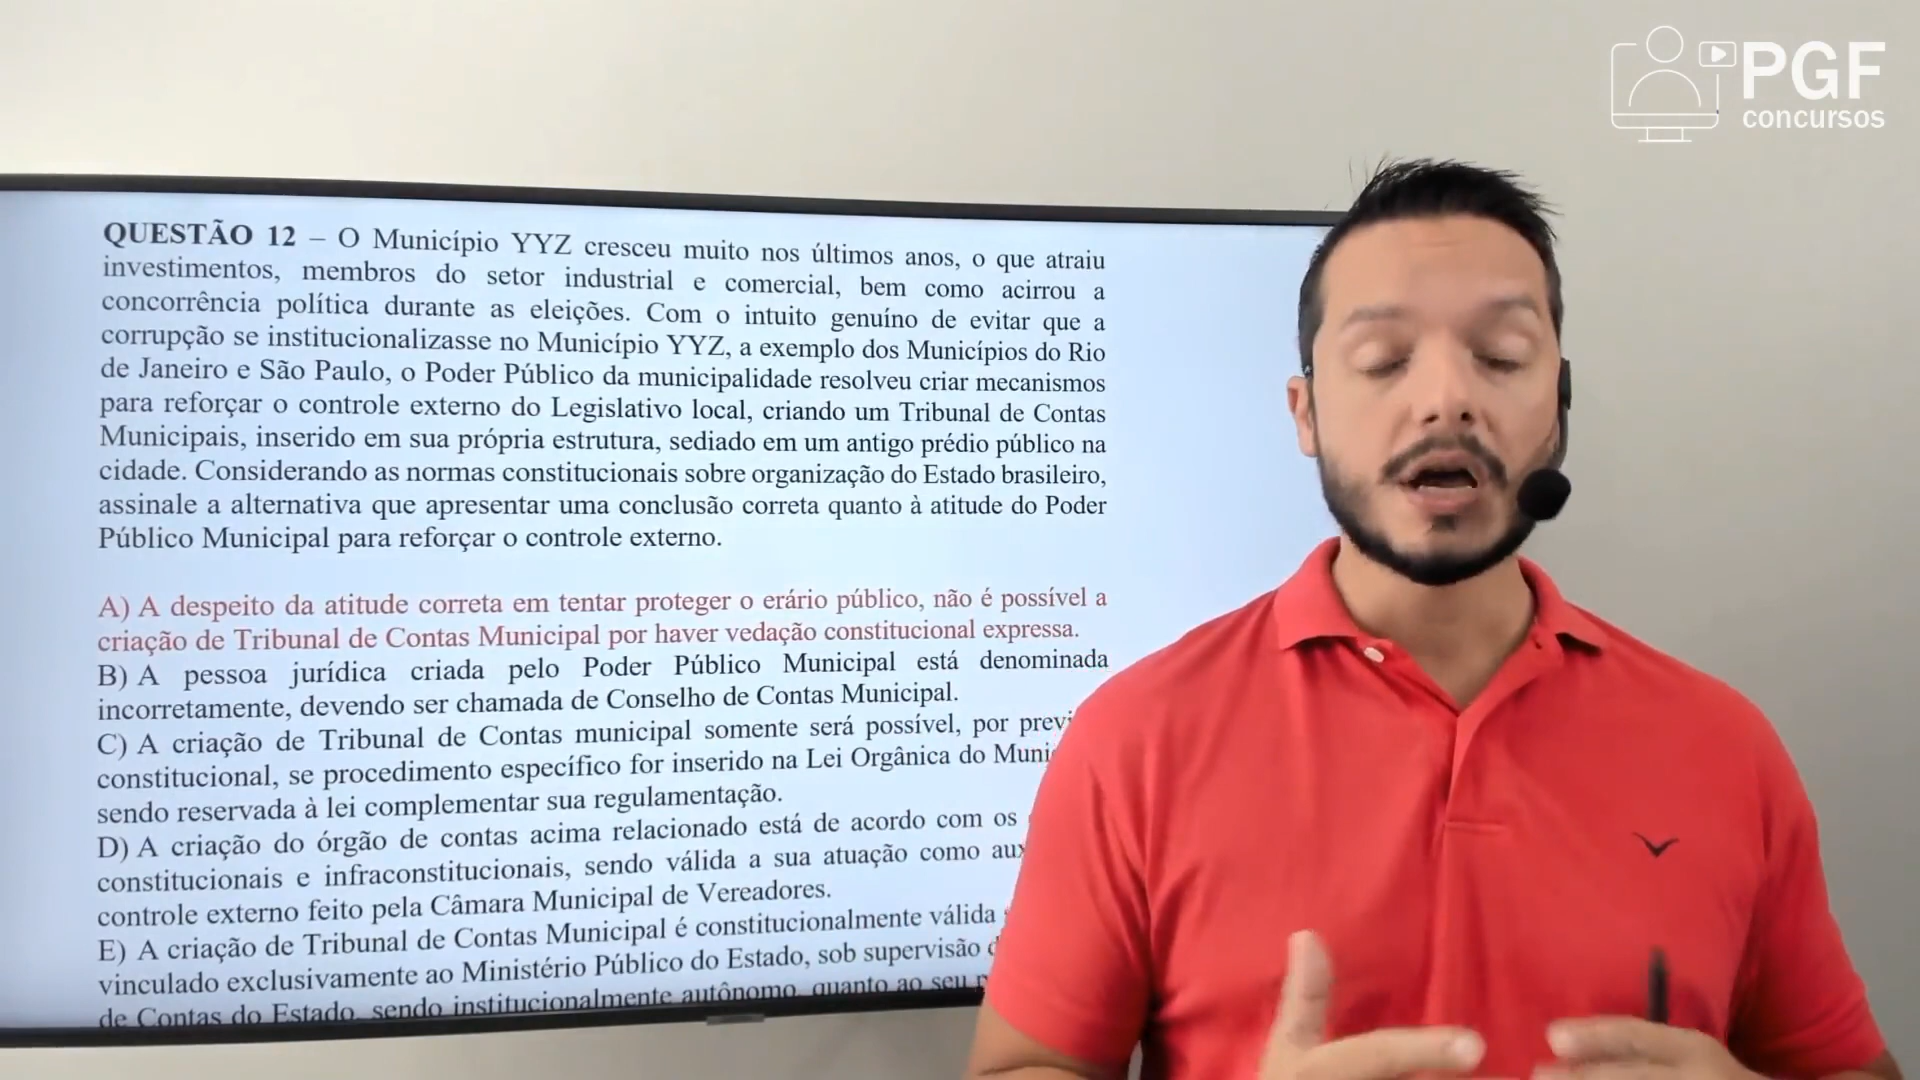 PGF
concursos
QUESTÃO 12 – O Município YYZ cresceu muito nos últimos anos, o que atraiu
investimentos, membros do setor industrial e comercial, bem como acirrou a
concorrência política durante as eleições. Com o intuito genuíno de evitar que a
corrupção se institucionalizasse no Município YYZ, a exemplo dos Municípios do Rio
de Janeiro e São Paulo, o Poder Público da municipalidade resolveu criar mecanismos
para reforçar o controle externo do Legislativo local, criando um Tribunal de Contas
Municipais, inserido em sua própria estrutura, sediado em um antigo prédio público na
cidade. Considerando as normas constitucionais sobre organização do Estado brasileiro,
assinale a alternativa que apresentar uma conclusão correta quanto à atitude do Poder
Público Municipal para reforçar o controle externo.
A) A despeito da atitude correta em tentar proteger o erário público, não é possível a
criação de Tribunal de Contas Municipal por haver vedação constitucional expressa.
B) A pessoa jurídica criada pelo Poder Público Municipal está denominada
incorretamente, devendo ser chamada de Conselho de Contas Municipal.
C) A criação de Tribunal de Contas municipal somente será possível, por
constitucional, se procedimento específico for inserido na Lei Orgânica do
sendo reservada à lei complementar sua regulamentação.
D) A criação do órgão de contas acima relacionado está de acordo com os
constitucionais e infraconstitucionais, sendo válida a sua atuação como
controle externo feito pela Câmara Municipal de Vereadores.
E) A criação de Tribunal de Contas Municipal é constitucionalmente válida
vinculado exclusivamente ao Ministério Público do Estado, sob supervisão
de Contas do Estado, sendo institucionalmente autônomo quanto ao seu